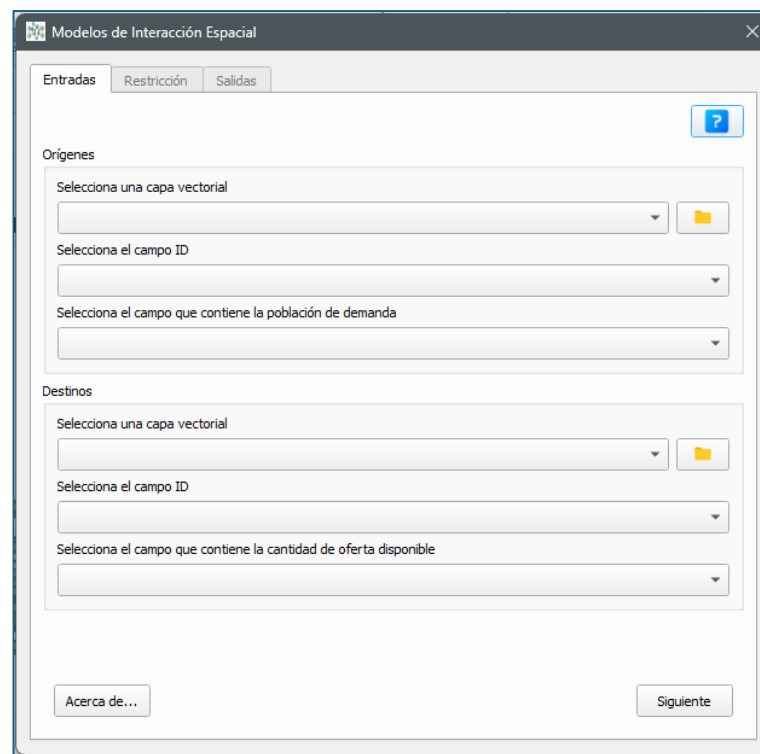 Modelos de Interacción Espacial
Entradas Restricción Salidas
?
Orígenes
Selecciona una capa vectorial
Selecciona el campo ID
Selecciona el campo que contiene la población de demanda
Destinos
Selecciona una capa vectorial
Selecciona el campo ID
Selecciona el campo que contiene la cantidad de oferta disponible
Acerca de... Siguiente